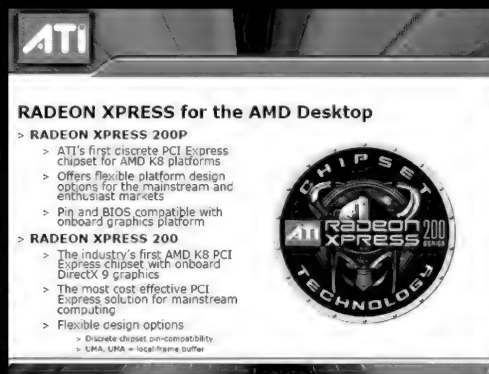 ATI
RADEON XPRESS for the AMD Desktop
> RADEON XPRESS 200P
> ATI's first discrete PCI Express
chipset for AMD K8 platforms
> Offers flexible platform design
options for the mainstream and
enthusiast markets
> Pin and BIOS compatible with
onboard graphics platform
> RADEON XPRESS 200
> The industry's first AMD K8 PCI
Express chipset with onboard
DirectX 9 graphics
> The most cost effective PCI
Express solution for mainstream
computing
> Flexible design options
> Discrete chipset pin-compatibility
> UMA, UMA + local frame buffer
CHIPSET
ATI RADEON XPRESS 200 SERIES
TECHNOLOGY